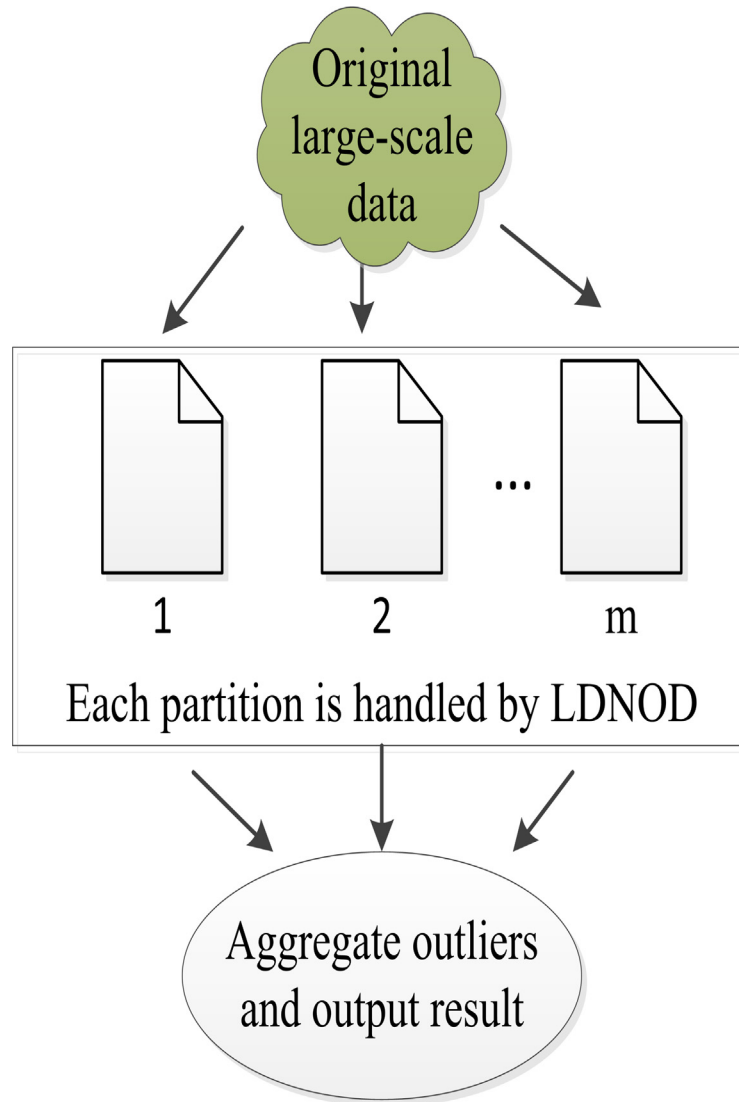 Original
large-scale
data
...
1
2
m
Each partition is handled by LDNOD
Aggregate outliers
and output result